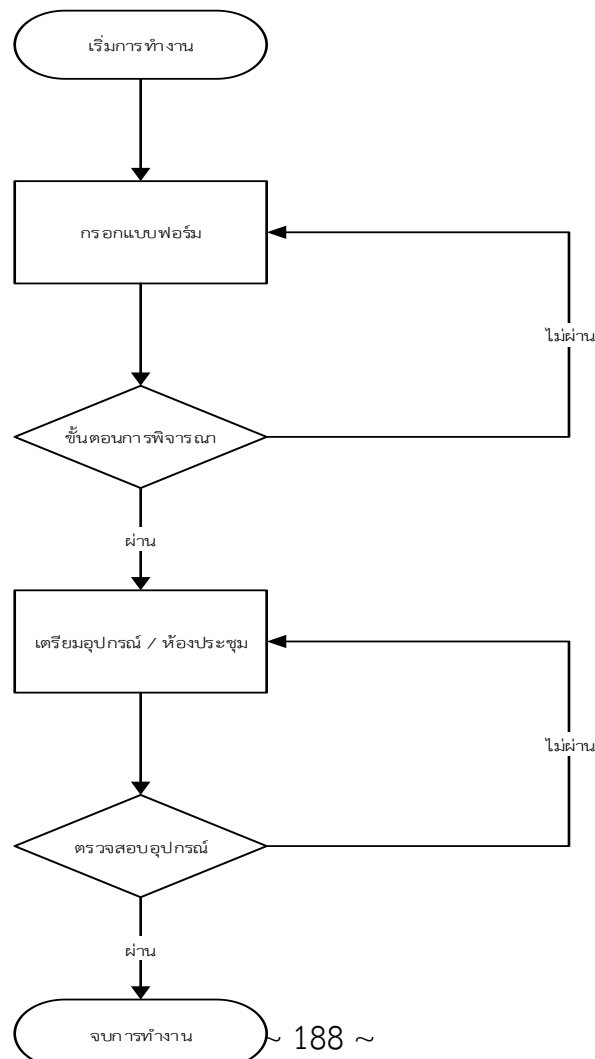 เริ่มการทำงาน
กรอกแบบฟอร์ม
ไม่ผ่าน
ขั้นตอนการพิจารณา
ผ่าน
เตรียมอุปกรณ์ / ห้องประชุม
ไม่ผ่าน
ตรวจสอบอุปกรณ์
ผ่าน
จบการทำงาน
~ 188 ~